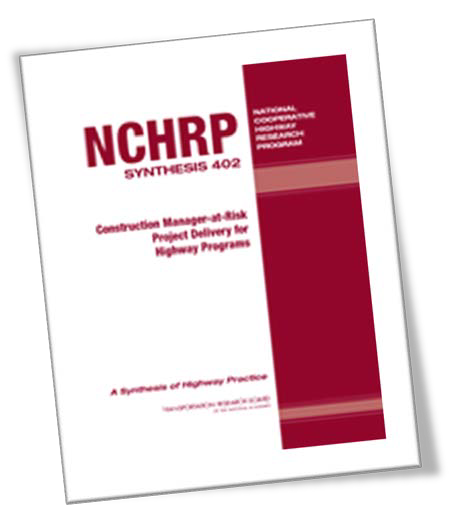 NCHRP
SYNTHESIS 402
NATIONAL
COOPERATIVE
HIGHWAY
RESEARCH
PROGRAM
Construction Manager-at-Risk
Project Delivery for
Highway Programs
A Synthesis of Highway Practice
TRANSPORTATION RESEARCH BOARD